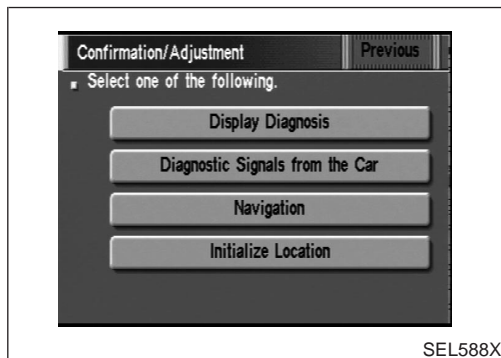 Confirmation/Adjustment Previous
Select one of the following.
Display Diagnosis
Diagnostic Signals from the Car
Navigation
Initialize Location
SEL588X